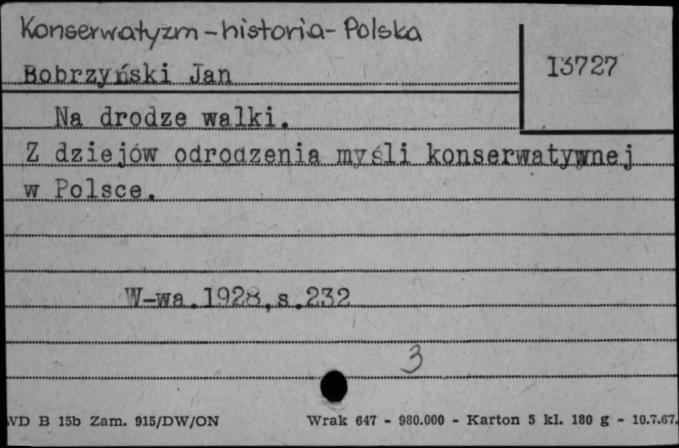 Konserwatyzm - historia - Polska
Bobrzyński Jan
13727
Na drodze walki.
Z dziejów odrodzenia myśli konserwatywnej
w Polsce.
W-wa.1928,s.232
3
WD B 15b Zam. 915/DW/ON Wrak 647 - 980.000 - Karton 5 kl. 180 g - 10.7.67.